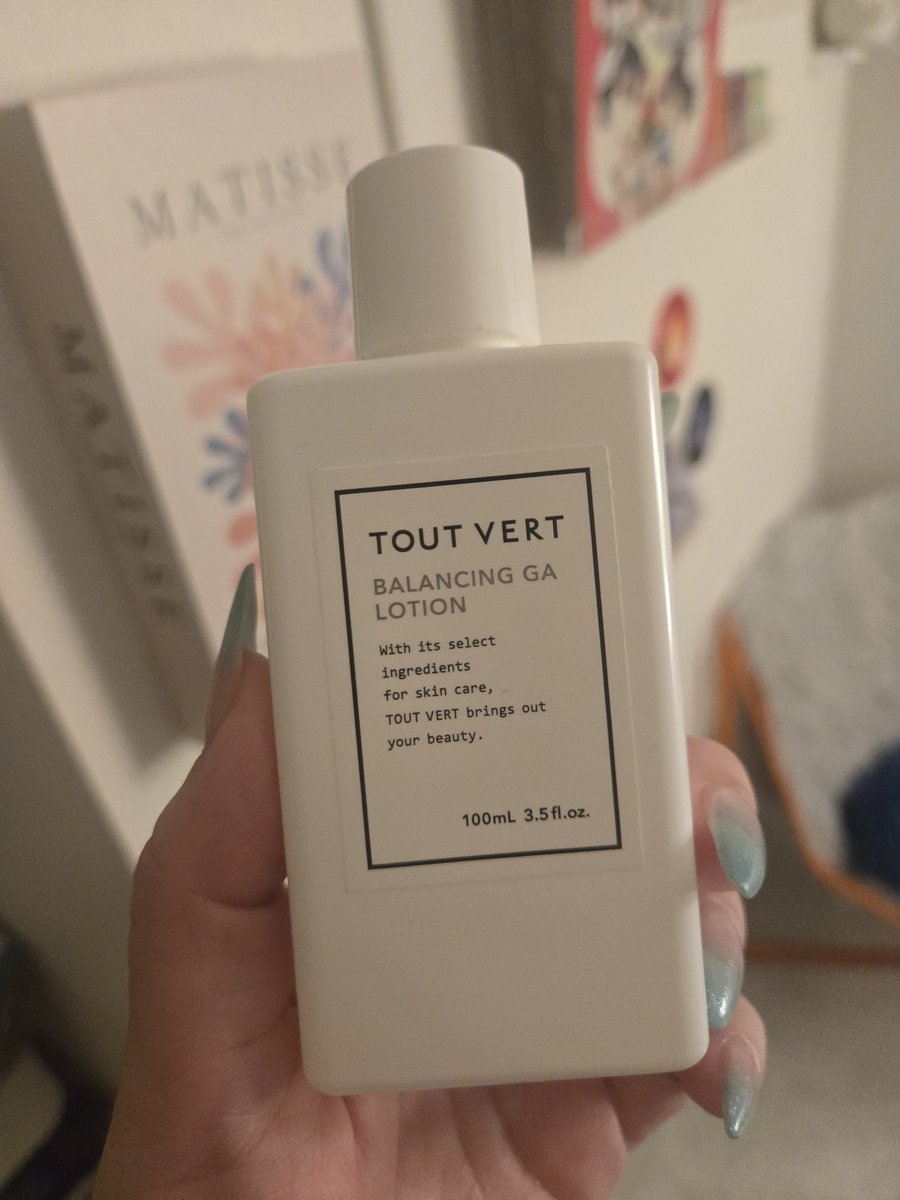 MATISSE
MATISSE
TOUT VERT
BALANCING GA
LOTION
With its select
ingredients
for skin care,
TOUT VERT brings out
your beauty.
100mL 3.5fl.oz.